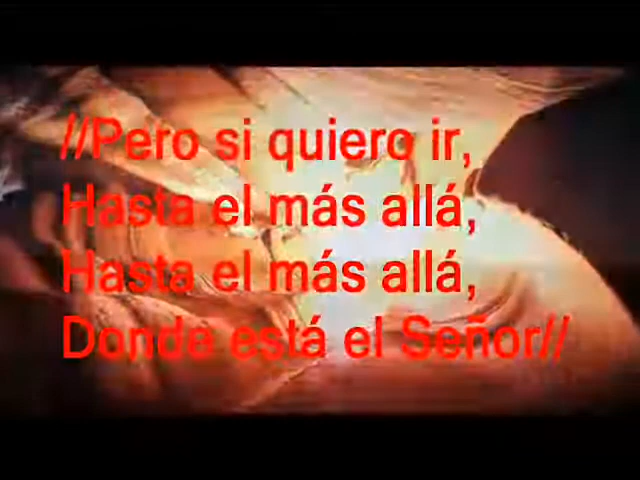 //Pero si quiero ir,
Hasta el más allá,
Hasta el más allá,
Donde está el Señor//